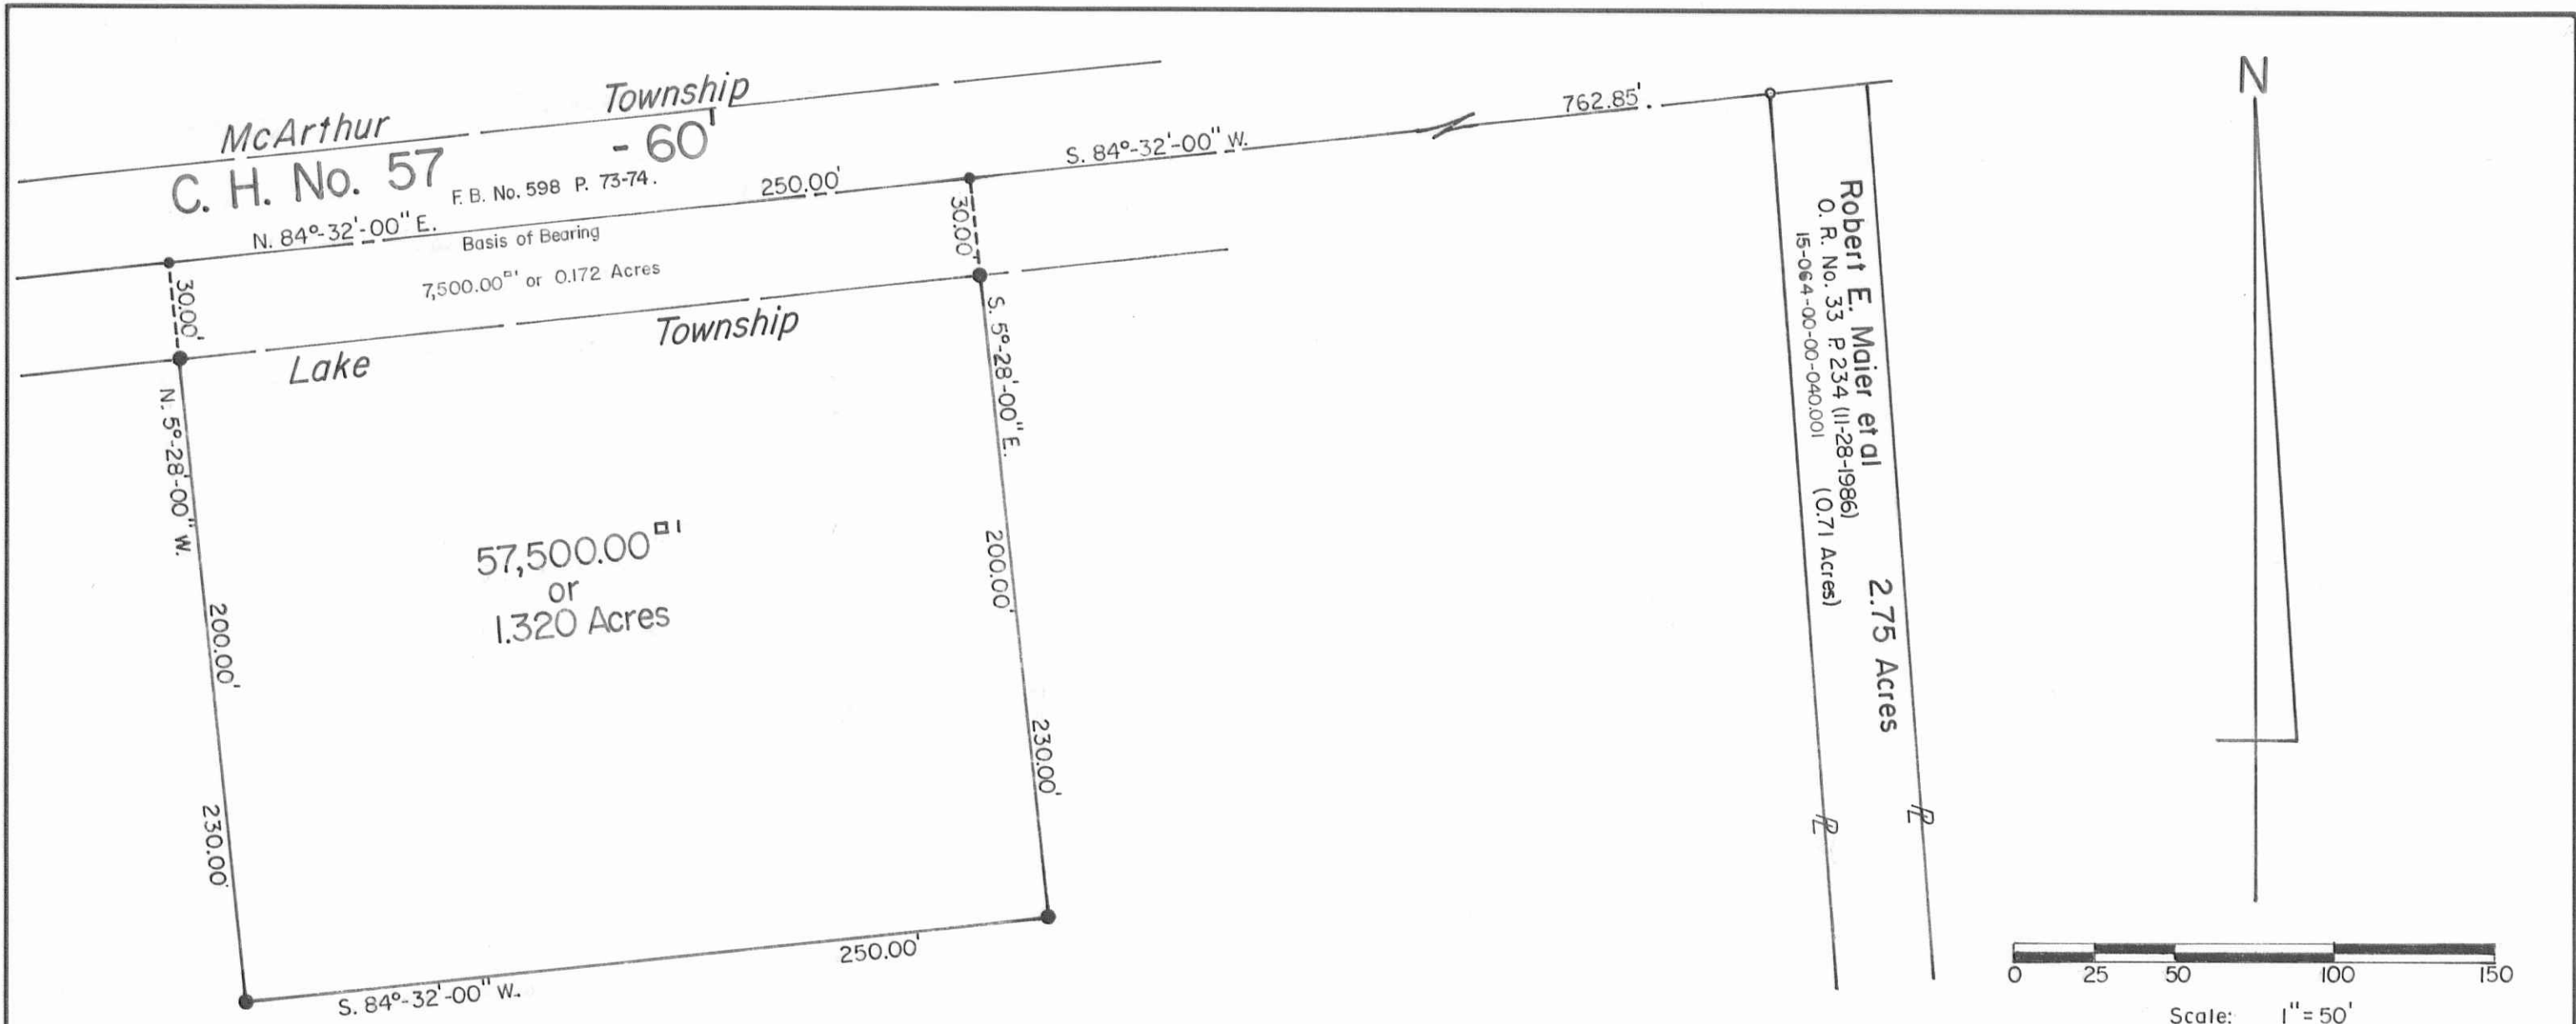 McArthur Township
C. H. No. 57 - 60'
F. B. No. 598 P. 73-74.
N. 84°-32'-00" E. 250.00'
Basis of Bearing
7,500.00□' or 0.172 Acres
S. 84°-32'-00" W. 762.85'.
30.00'
30.00'
Lake Township
N. 5°-28'-00" W.
200.00'
230.00'
S. 5°-28'-00" E.
200.00'
230.00'
57,500.00□'
or
1.320 Acres
S. 84°-32'-00" W.
250.00'
Robert E. Maier et al 2.75 Acres
O. R. No. 33 P. 234 (11-28-1986)
15-064-00-00-040.001 (0.71 Acres)
PL
PL
N
0 25 50 100 150
Scale: 1"= 50'